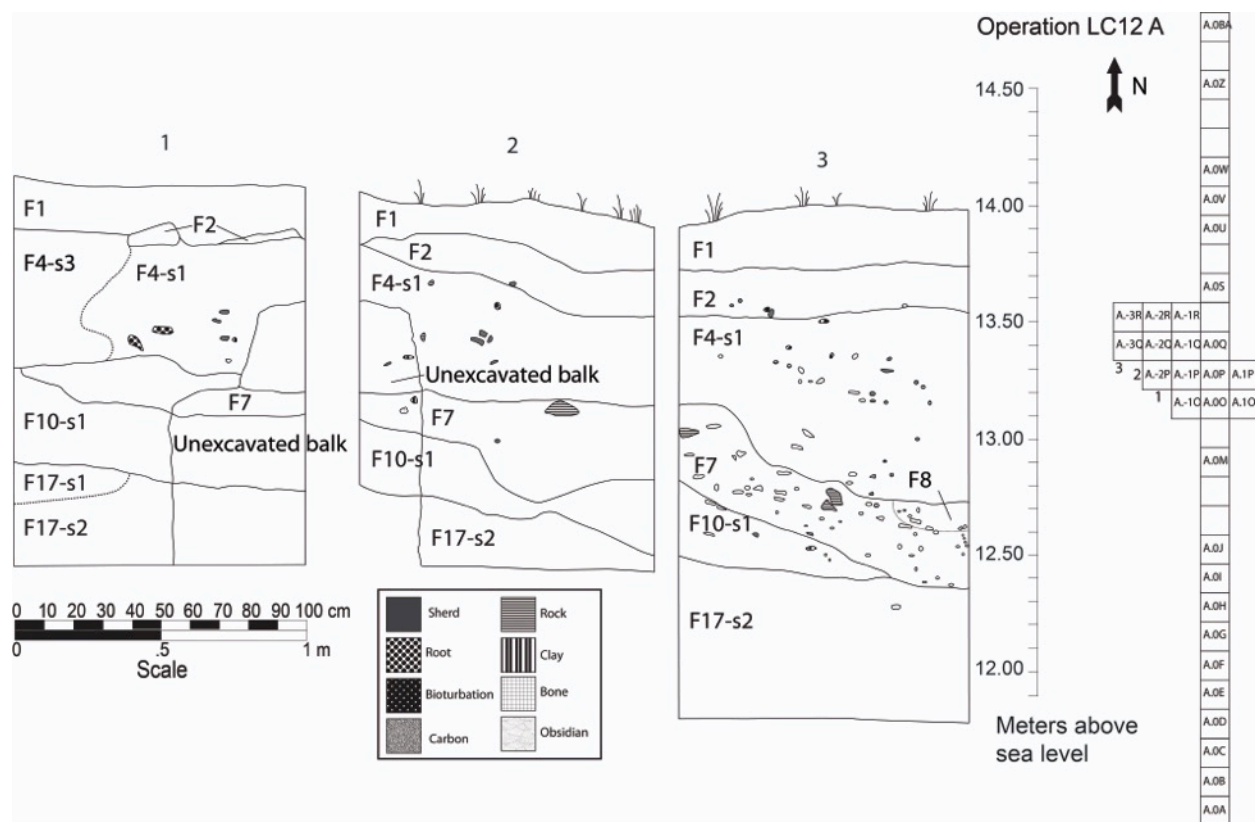 Operation LC12 A
N
1
2
3
F1
F2
F4-s3
F4-s1
F7
F10-s1
Unexcavated balk
F17-s1
F17-s2
F1
F2
F4-s1
Unexcavated balk
F7
F10-s1
F17-s2
F1
F2
F4-s1
F7
F8
F10-s1
F17-s2
14.50
14.00
13.50
13.00
12.50
12.00
Meters above
sea level
0 10 20 30 40 50 60 70 80 90 100 cm
0 .5 1 m
Scale
Sherd
Rock
Root
Clay
Bioturbation
Bone
Carbon
Obsidian
A.0BA
A.0Z
A.0W
A.0V
A.0U
A.0S
A.-3R A.-2R A.-1R
A.-3Q A.-2Q A.-1Q A.0Q
3 2 A.-2P A.-1P A.0P A.1P
1 A.-1O A.0O A.1O
A.0M
A.0J
A.0I
A.0H
A.0G
A.0F
A.0E
A.0D
A.0C
A.0B
A.0A